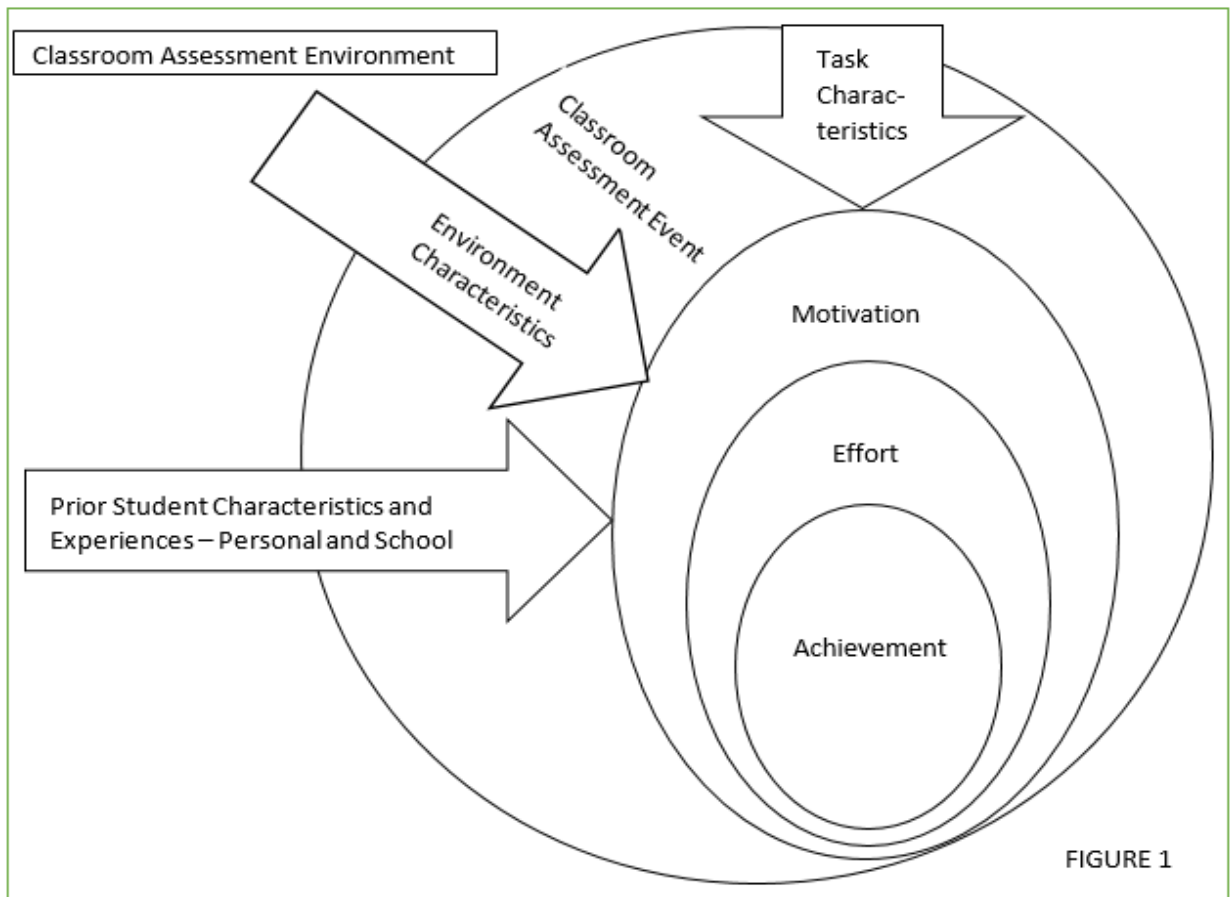 Classroom Assessment Environment
Task
Charac-
teristics
Classroom
Assessment Event
Environment
Characteristics
Motivation
Effort
Prior Student Characteristics and
Experiences – Personal and School
Achievement
FIGURE 1